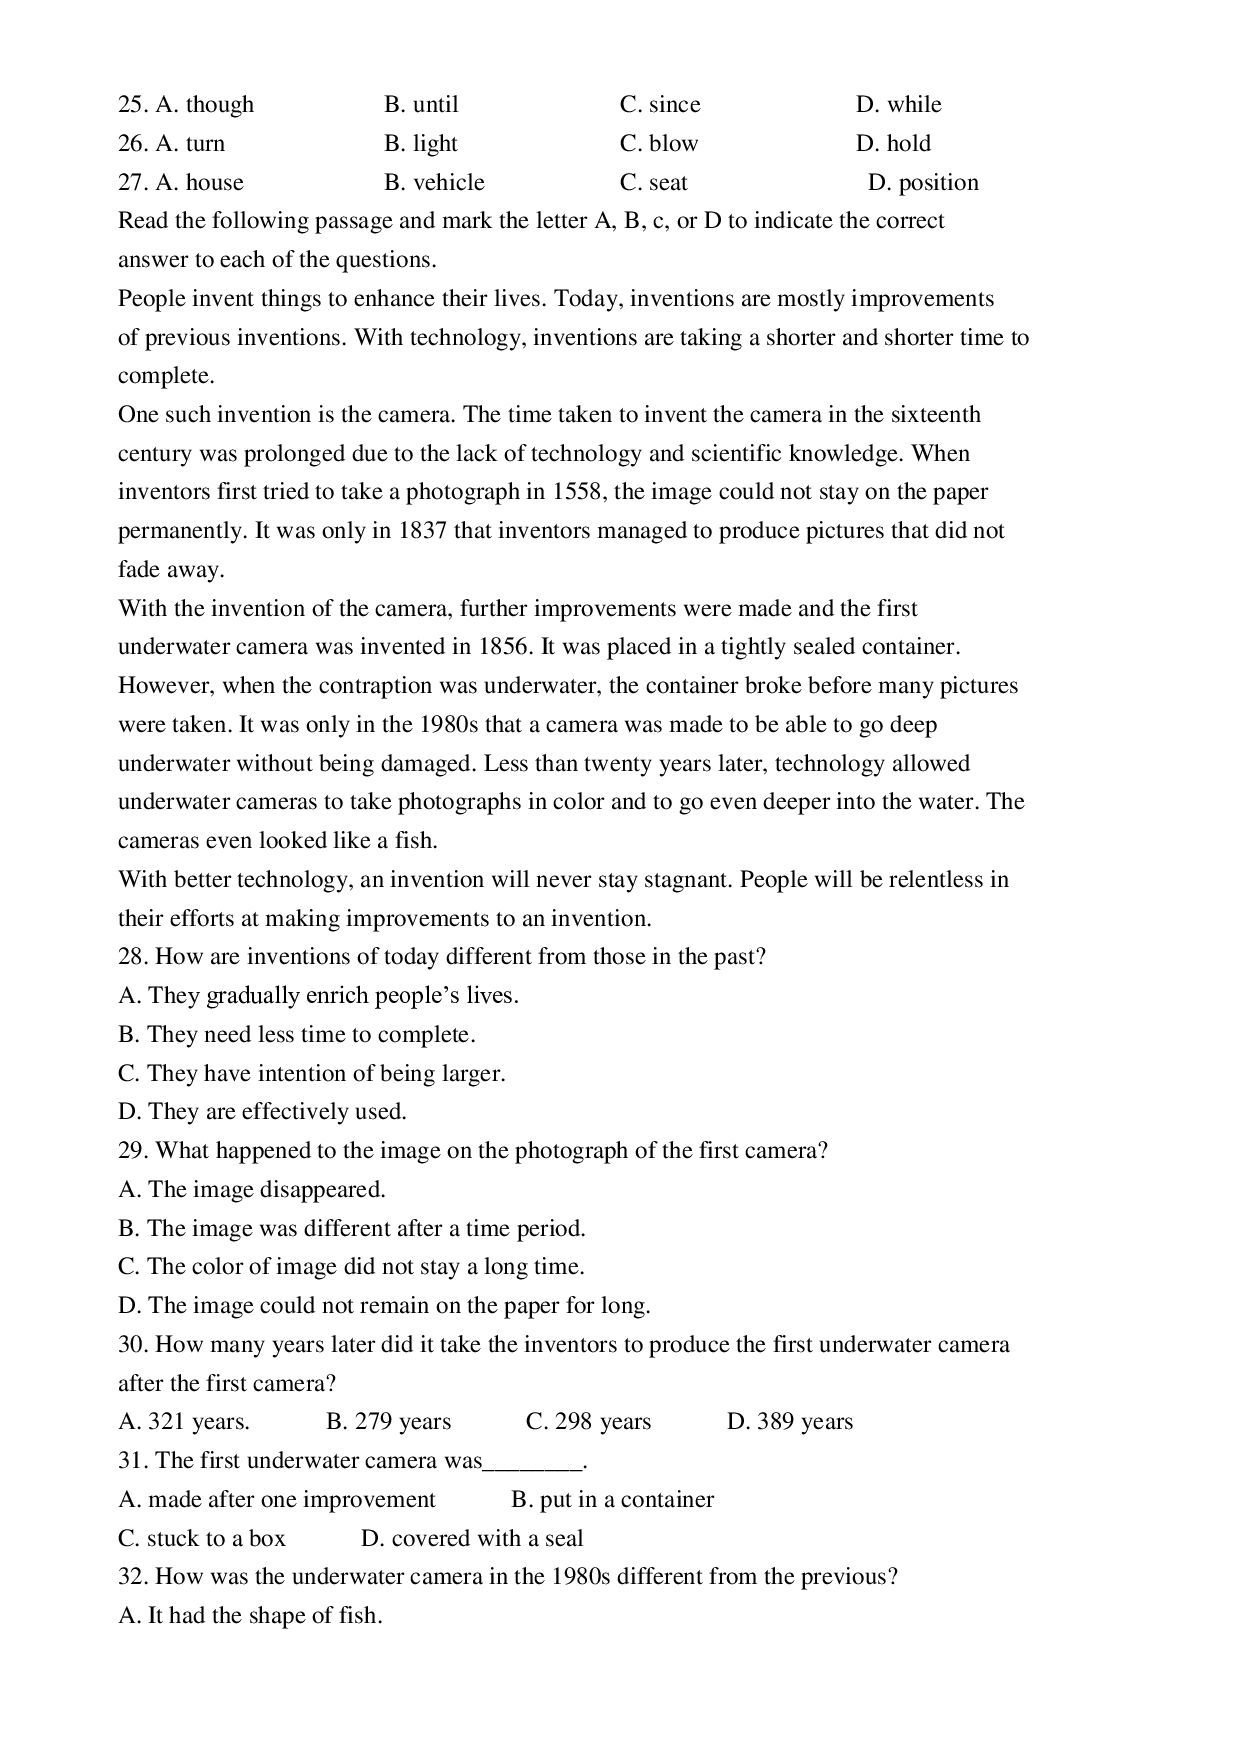 25. A. though B. until C. since D. while
26. A. turn B. light C. blow D. hold
27. A. house B. vehicle C. seat D. position
Read the following passage and mark the letter A, B, c, or D to indicate the correct
answer to each of the questions.
People invent things to enhance their lives. Today, inventions are mostly improvements
of previous inventions. With technology, inventions are taking a shorter and shorter time to
complete.
One such invention is the camera. The time taken to invent the camera in the sixteenth
century was prolonged due to the lack of technology and scientific knowledge. When
inventors first tried to take a photograph in 1558, the image could not stay on the paper
permanently. It was only in 1837 that inventors managed to produce pictures that did not
fade away.
With the invention of the camera, further improvements were made and the first
underwater camera was invented in 1856. It was placed in a tightly sealed container.
However, when the contraption was underwater, the container broke before many pictures
were taken. It was only in the 1980s that a camera was made to be able to go deep
underwater without being damaged. Less than twenty years later, technology allowed
underwater cameras to take photographs in color and to go even deeper into the water. The
cameras even looked like a fish.
With better technology, an invention will never stay stagnant. People will be relentless in
their efforts at making improvements to an invention.
28. How are inventions of today different from those in the past?
A. They gradually enrich people’s lives.
B. They need less time to complete.
C. They have intention of being larger.
D. They are effectively used.
29. What happened to the image on the photograph of the first camera?
A. The image disappeared.
B. The image was different after a time period.
C. The color of image did not stay a long time.
D. The image could not remain on the paper for long.
30. How many years later did it take the inventors to produce the first underwater camera
after the first camera?
A. 321 years. B. 279 years C. 298 years D. 389 years
31. The first underwater camera was________.
A. made after one improvement B. put in a container
C. stuck to a box D. covered with a seal
32. How was the underwater camera in the 1980s different from the previous?
A. It had the shape of fish.